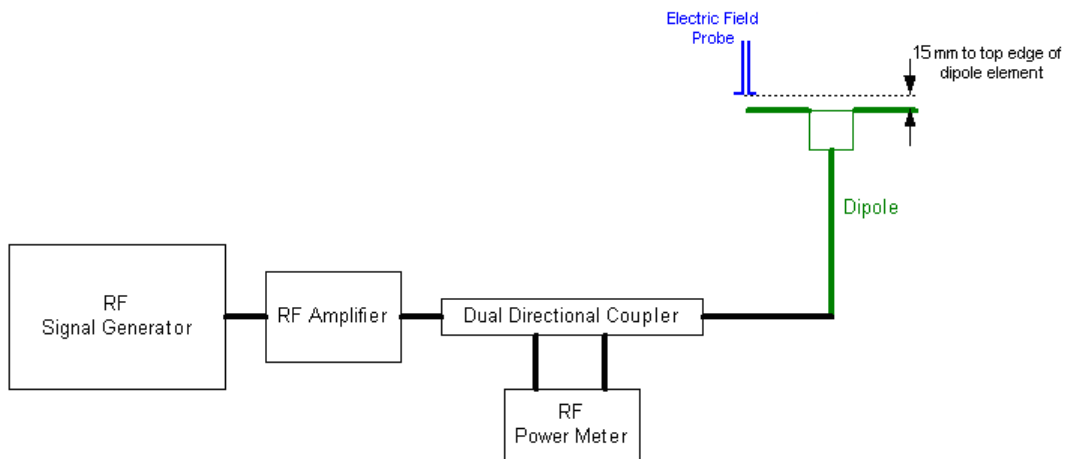 Electric Field
Probe
15 mm to top edge of
dipole element
Dipole
RF
Signal Generator
RF Amplifier
Dual Directional Coupler
RF
Power Meter